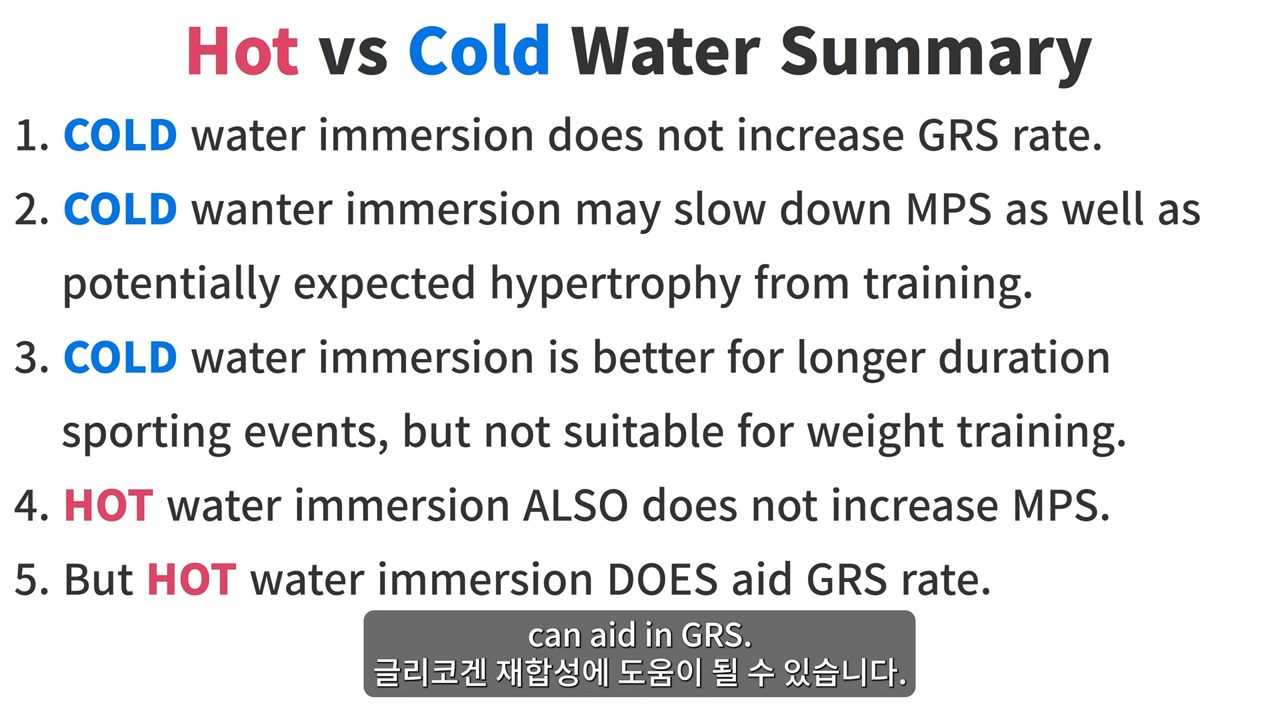 Hot vs Cold Water Summary
1. COLD water immersion does not increase GRS rate.
2. COLD wanter immersion may slow down MPS as well as
potentially expected hypertrophy from training.
3. COLD water immersion is better for longer duration
sporting events, but not suitable for weight training.
4. HOT water immersion ALSO does not increase MPS.
5. But HOT water immersion DOES aid GRS rate.
can aid in GRS.
글리코겐 재합성에 도움이 될 수 있습니다.